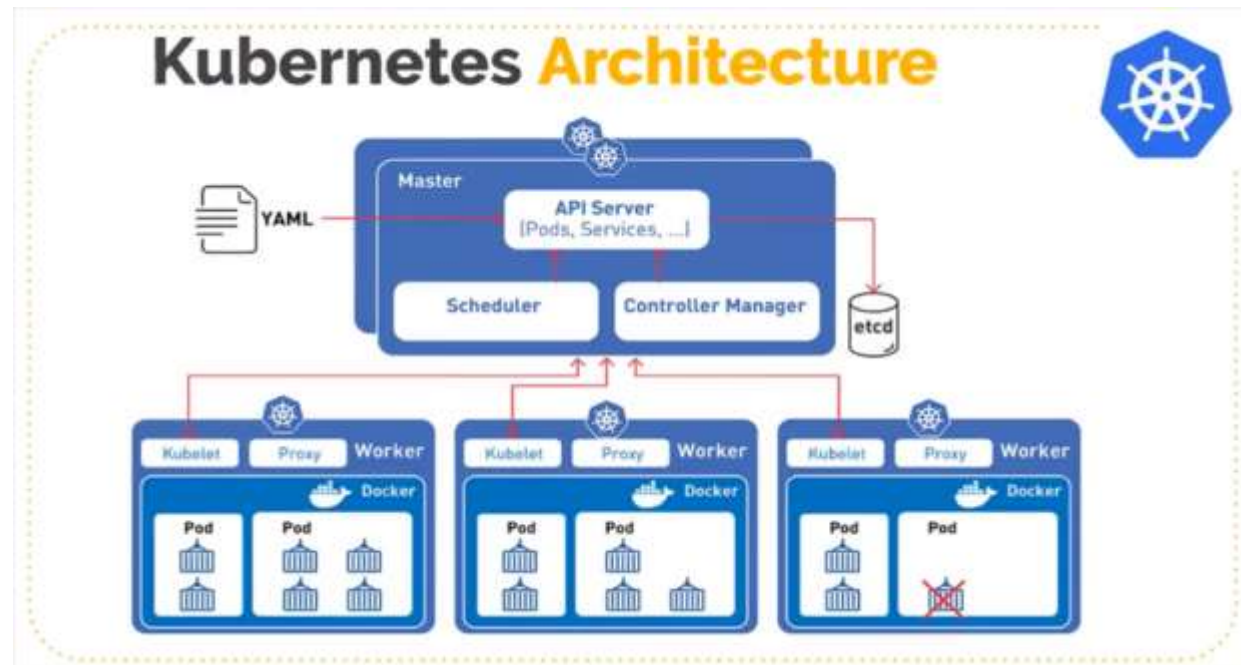 Kubernetes Architecture
Master
YAML
API Server
(Pods, Services, ...)
Scheduler
Controller Manager
etcd
Kubelet
Proxy
Worker
Docker
Pod
Pod
Kubelet
Proxy
Worker
Docker
Pod
Pod
Kubelet
Proxy
Worker
Docker
Pod
Pod